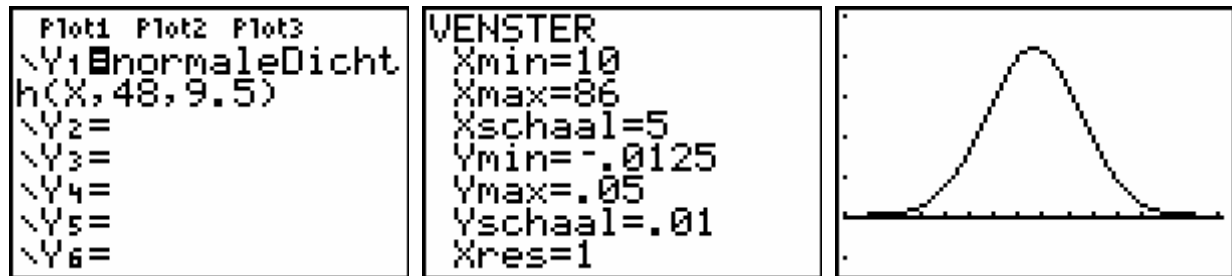 Plot1 Plot2 Plot3
\Y1=normaleDicht
h(X,48,9.5)
\Y2=
\Y3=
\Y4=
\Y5=
\Y6=
VENSTER
Xmin=10
Xmax=86
Xschaal=5
Ymin=-.0125
Ymax=.05
Yschaal=.01
Xres=1